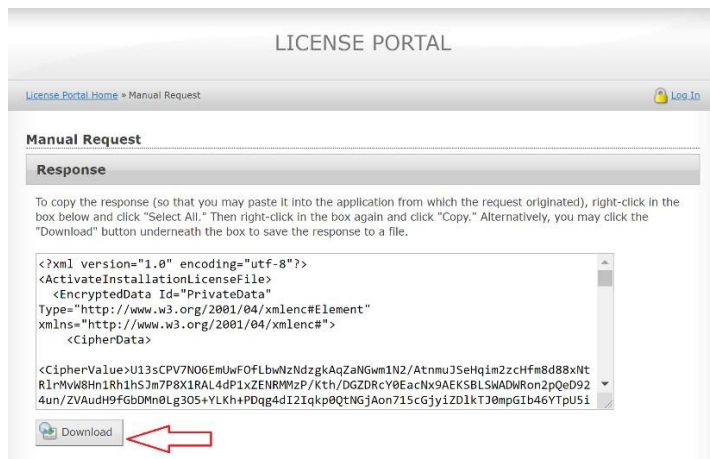 LICENSE PORTAL
License Portal Home » Manual Request
Log In
Manual Request
Response
To copy the response (so that you may paste it into the application from which the request originated), right-click in the
box below and click "Select All." Then right-click in the box again and click "Copy." Alternatively, you may click the
"Download" button underneath the box to save the response to a file.
<?xml version="1.0" encoding="utf-8"?>
<ActivateInstallationLicenseFile>
<EncryptedData Id="PrivateData"
Type="http://www.w3.org/2001/04/xmlenc#Element"
xmlns="http://www.w3.org/2001/04/xmlenc#">
<CipherData>
<CipherValue>U13sCPV7NO6EmUwFOfLbwNzNdzgkAqZaNGwm1N2/AtnmuJSeHqim2zcHfm8d88xNt
RlrMvW8Hn1Rh1hSJm7P8X1RAL4dP1xZENRMMzP/Kth/DGZDRcY0EacNx9AEKSBLSWADWRon2pQeD92
4un/ZVAudH9fGbDMn0Lg3O5+YLKh+PDqg4dI2Iqkp0QtNGjAon715cGjyiZDlkTJ0mpGIb46YTpU5i
Download